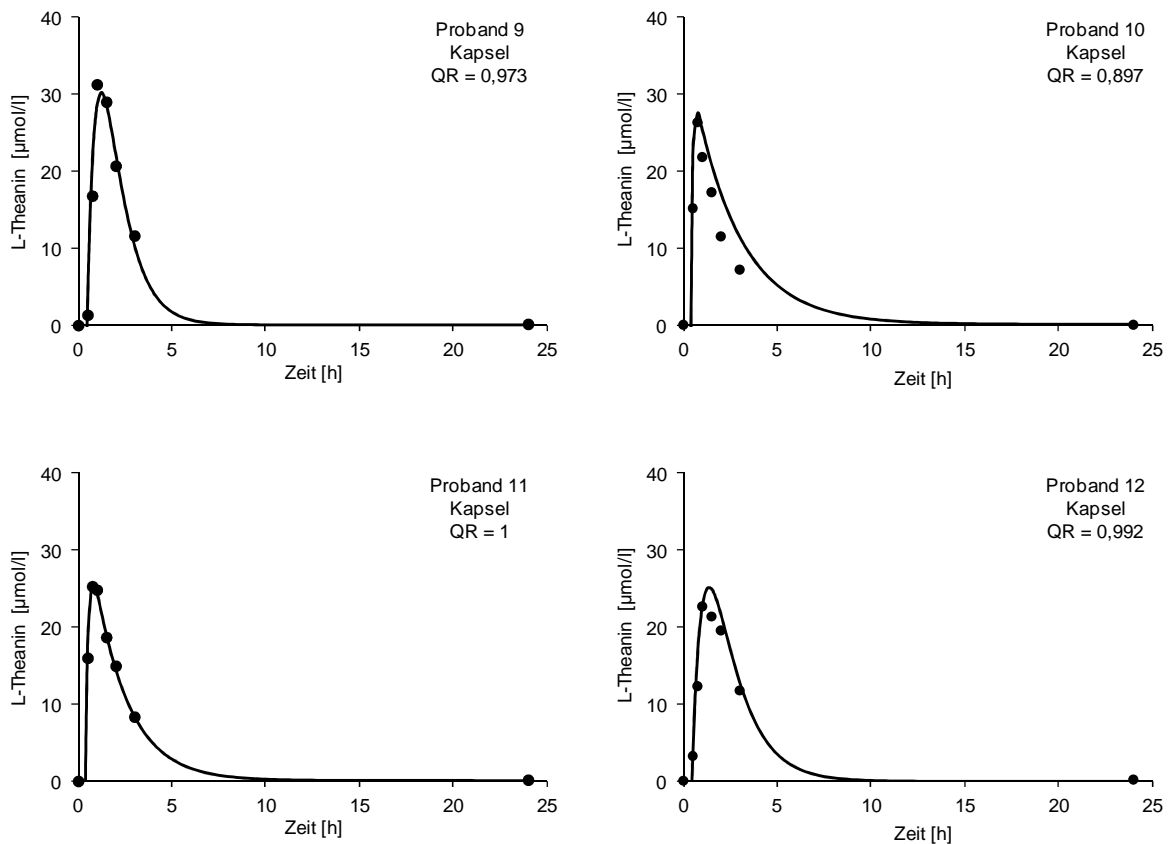 Proband 9
Kapsel
QR = 0,973
L-Theanin [µmol/l]
40
30
20
10
0
0 5 10 15 20 25
Zeit [h]
Proband 10
Kapsel
QR = 0,897
L-Theanin [µmol/l]
40
30
20
10
0
0 5 10 15 20 25
Zeit [h]
Proband 11
Kapsel
QR = 1
L-Theanin [µmol/l]
40
30
20
10
0
0 5 10 15 20 25
Zeit [h]
Proband 12
Kapsel
QR = 0,992
L-Theanin [µmol/l]
40
30
20
10
0
0 5 10 15 20 25
Zeit [h]